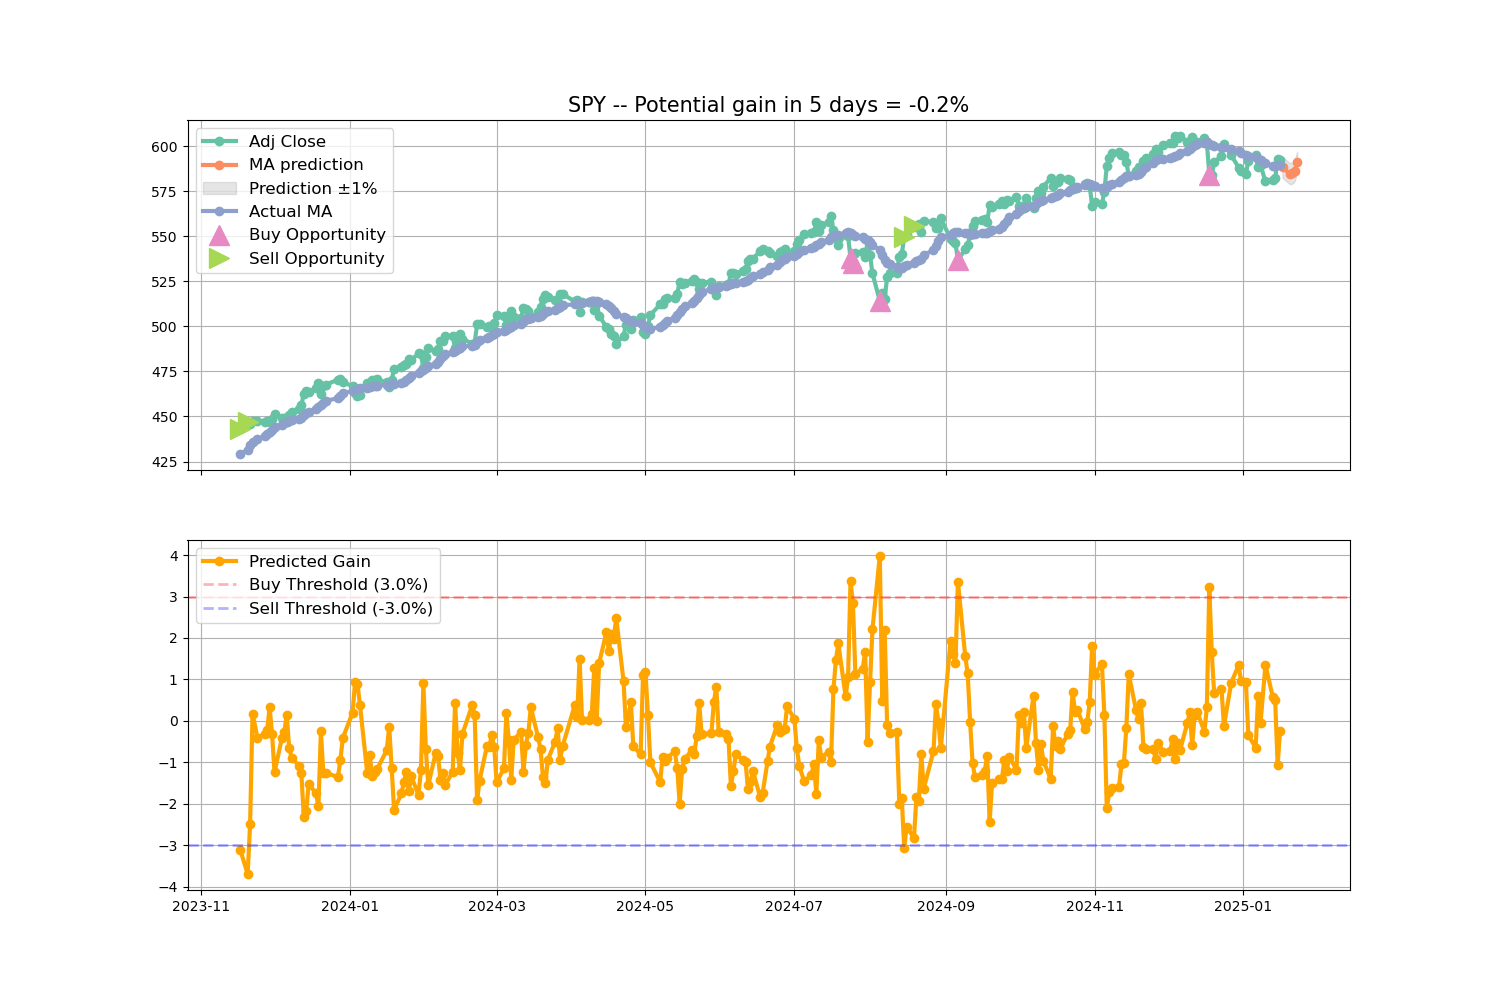 SPY -- Potential gain in 5 days = -0.2%
600
575
550
525
500
475
450
425
Adj Close
MA prediction
Prediction ±1%
Actual MA
Buy Opportunity
Sell Opportunity
4
3
2
1
0
−1
−2
−3
−4
Predicted Gain
Buy Threshold (3.0%)
Sell Threshold (-3.0%)
2023-11 2024-01 2024-03 2024-05 2024-07 2024-09 2024-11 2025-01